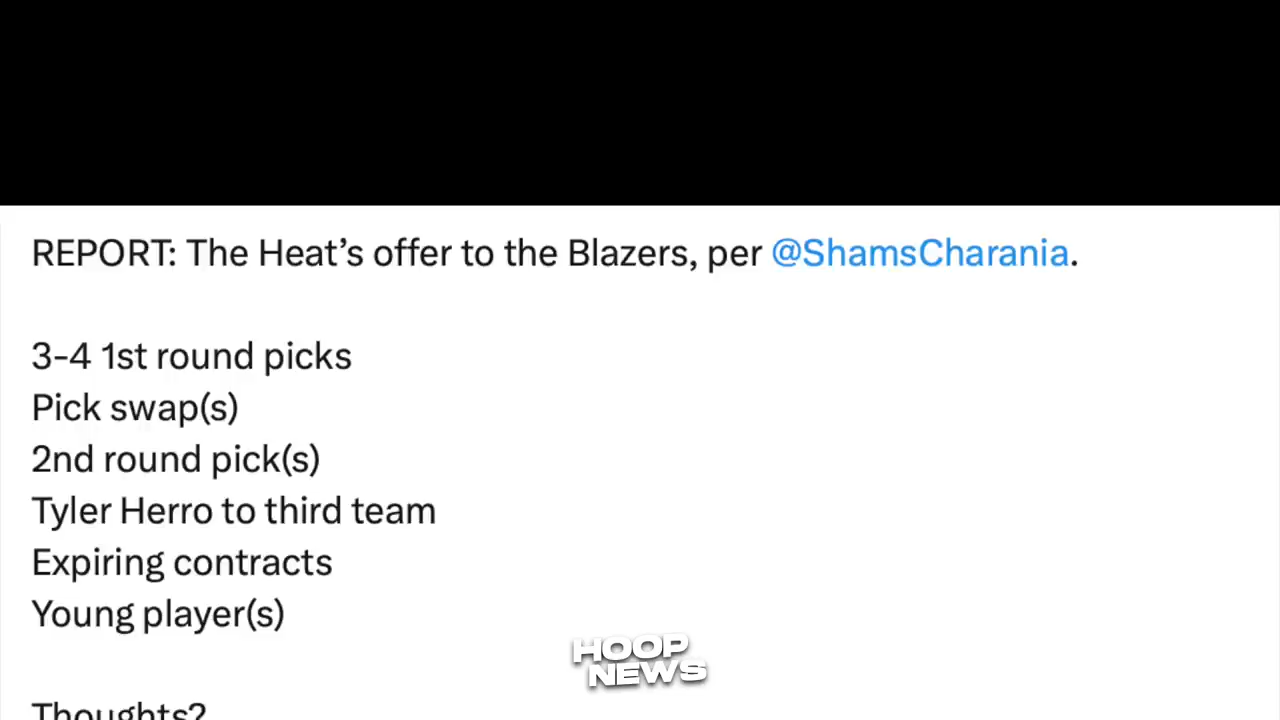 REPORT: The Heat’s offer to the Blazers, per @ShamsCharania.
3-4 1st round picks
Pick swap(s)
2nd round pick(s)
Tyler Herro to third team
Expiring contracts
Young player(s)
HOOP
NEWS
Thoughts?